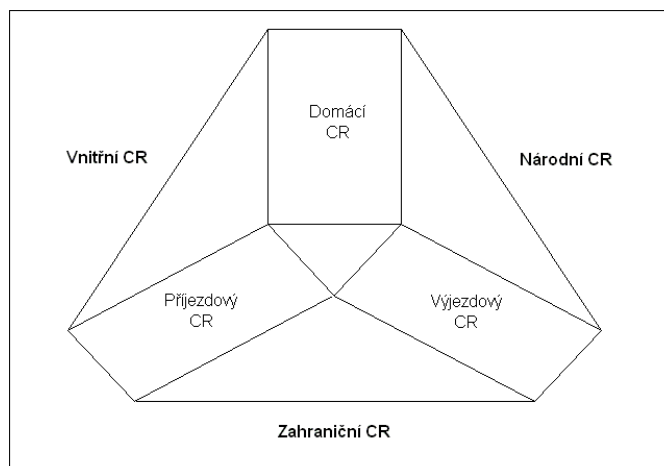 Domácí
CR
Vnitřní CR
Národní CR
Příjezdový
CR
Výjezdový
CR
Zahraniční CR